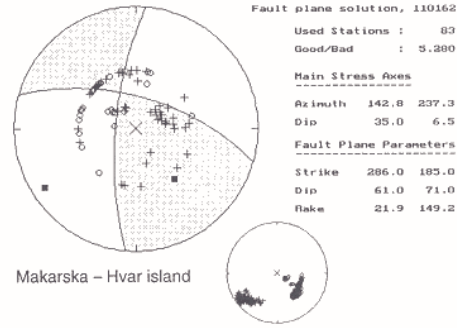 Fault plane solution, 110162
Used Stations : 83
Good/Bad : 5.280
Main Stress Axes
Azimuth 142.8 237.3
Dip 35.0 6.5
Fault Plane Parameters
Strike 286.0 185.0
Dip 61.0 71.0
Rake 21.9 149.2
Makarska – Hvar island